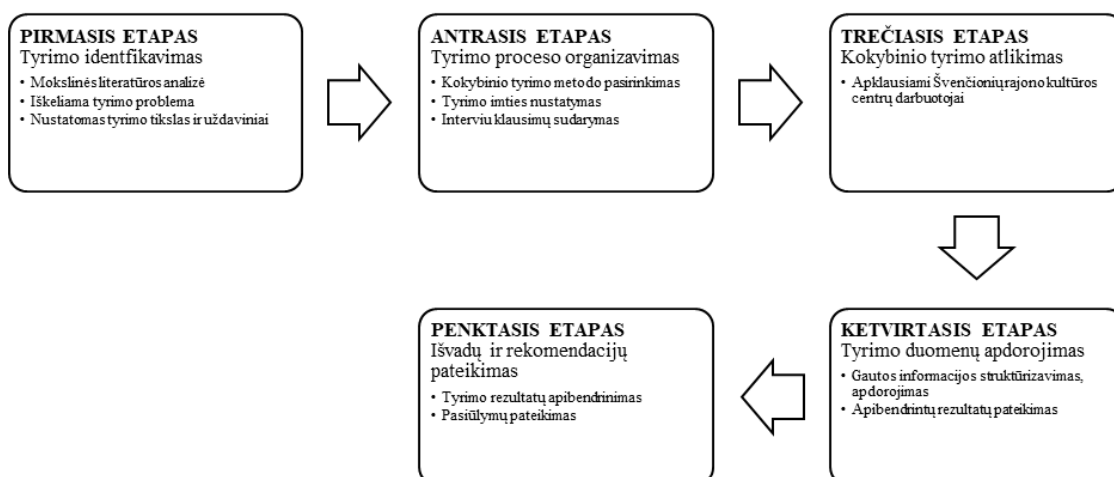 PIRMASIS ETAPAS
Tyrimo identfikavimas
• Mokslinės literatūros analizė
• Iškeliama tyrimo problema
• Nustatomas tyrimo tikslas ir uždaviniai
ANTRASIS ETAPAS
Tyrimo proceso organizavimas
• Kokybinio tyrimo metodo pasirinkimas
• Tyrimo imties nustatymas
• Interviu klausimų sudarymas
TREČIASIS ETAPAS
Kokybinio tyrimo atlikimas
• Apklausiami Švenčionių rajono kultūros
centrų darbuotojai
KETVIRTASIS ETAPAS
Tyrimo duomenų apdorojimas
• Gautos informacijos struktūrizavimas,
apdorojimas
• Apibendrintų rezultatų pateikimas
PENKTASIS ETAPAS
Išvadų ir rekomendacijų
pateikimas
• Tyrimo rezultatų apibendrinimas
• Pasiūlymų pateikimas